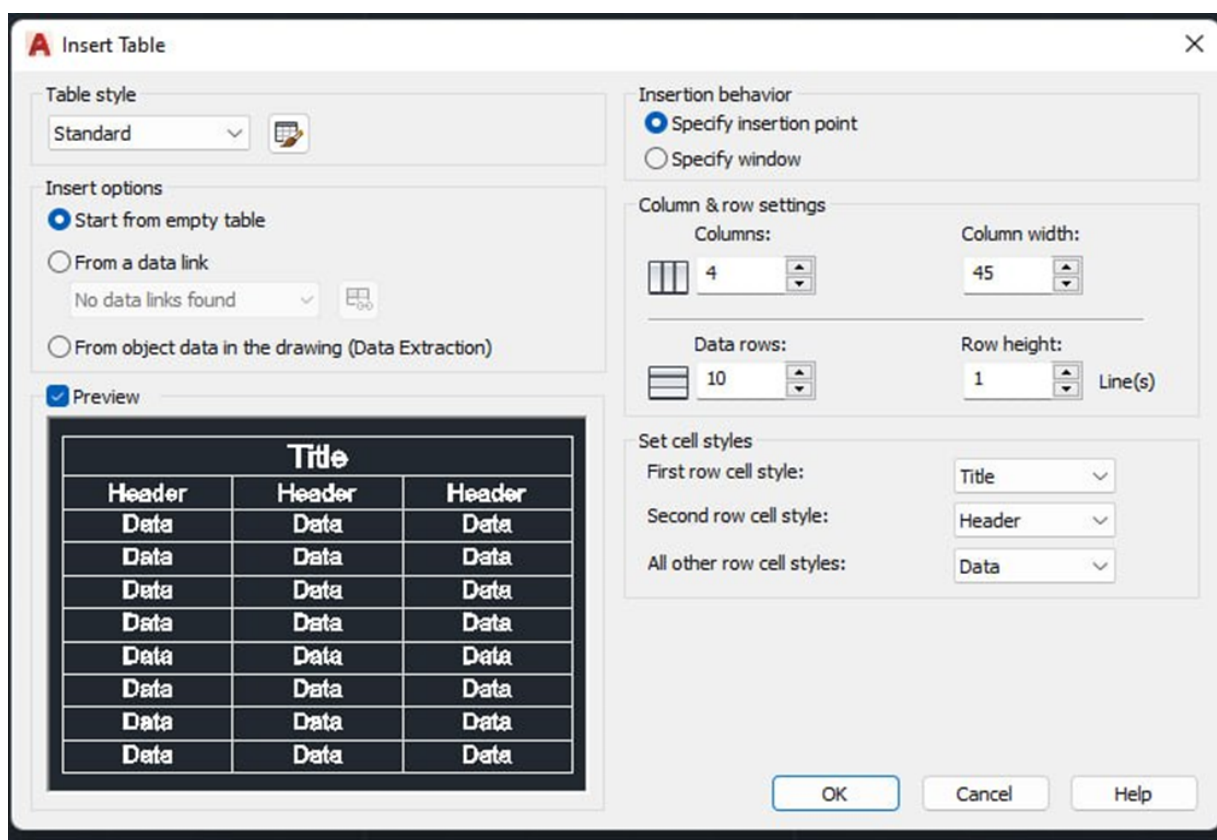 Insert Table
Table style
Standard
Insert options
Start from empty table
From a data link
No data links found
From object data in the drawing (Data Extraction)
Preview
Title
Header Header Header
Data Data Data
Data Data Data
Data Data Data
Data Data Data
Data Data Data
Data Data Data
Data Data Data
Data Data Data
Insertion behavior
Specify insertion point
Specify window
Column & row settings
Columns: Column width:
4 45
Data rows: Row height:
10 1 Line(s)
Set cell styles
First row cell style: Title
Second row cell style: Header
All other row cell styles: Data
OK Cancel Help